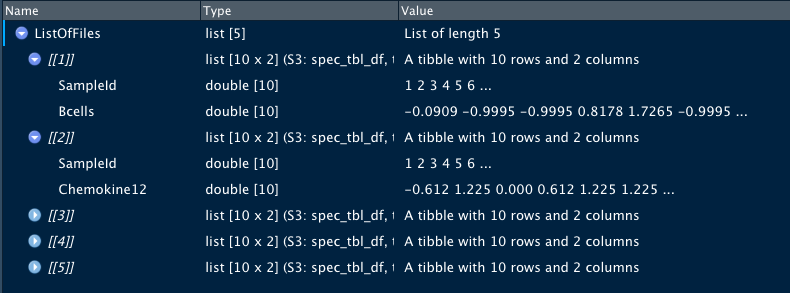 Name Type Value
ListOfFiles list [5] List of length 5
[[1]] list [10 x 2] (S3: spec_tbl_df, t A tibble with 10 rows and 2 columns
SampleId double [10] 1 2 3 4 5 6 ...
Bcells double [10] -0.0909 -0.9995 -0.9995 0.8178 1.7265 -0.9995 ...
[[2]] list [10 x 2] (S3: spec_tbl_df, t A tibble with 10 rows and 2 columns
SampleId double [10] 1 2 3 4 5 6 ...
Chemokine12 double [10] -0.612 1.225 0.000 0.612 1.225 1.225 ...
[[3]] list [10 x 2] (S3: spec_tbl_df, t A tibble with 10 rows and 2 columns
[[4]] list [10 x 2] (S3: spec_tbl_df, t A tibble with 10 rows and 2 columns
[[5]] list [10 x 2] (S3: spec_tbl_df, t A tibble with 10 rows and 2 columns